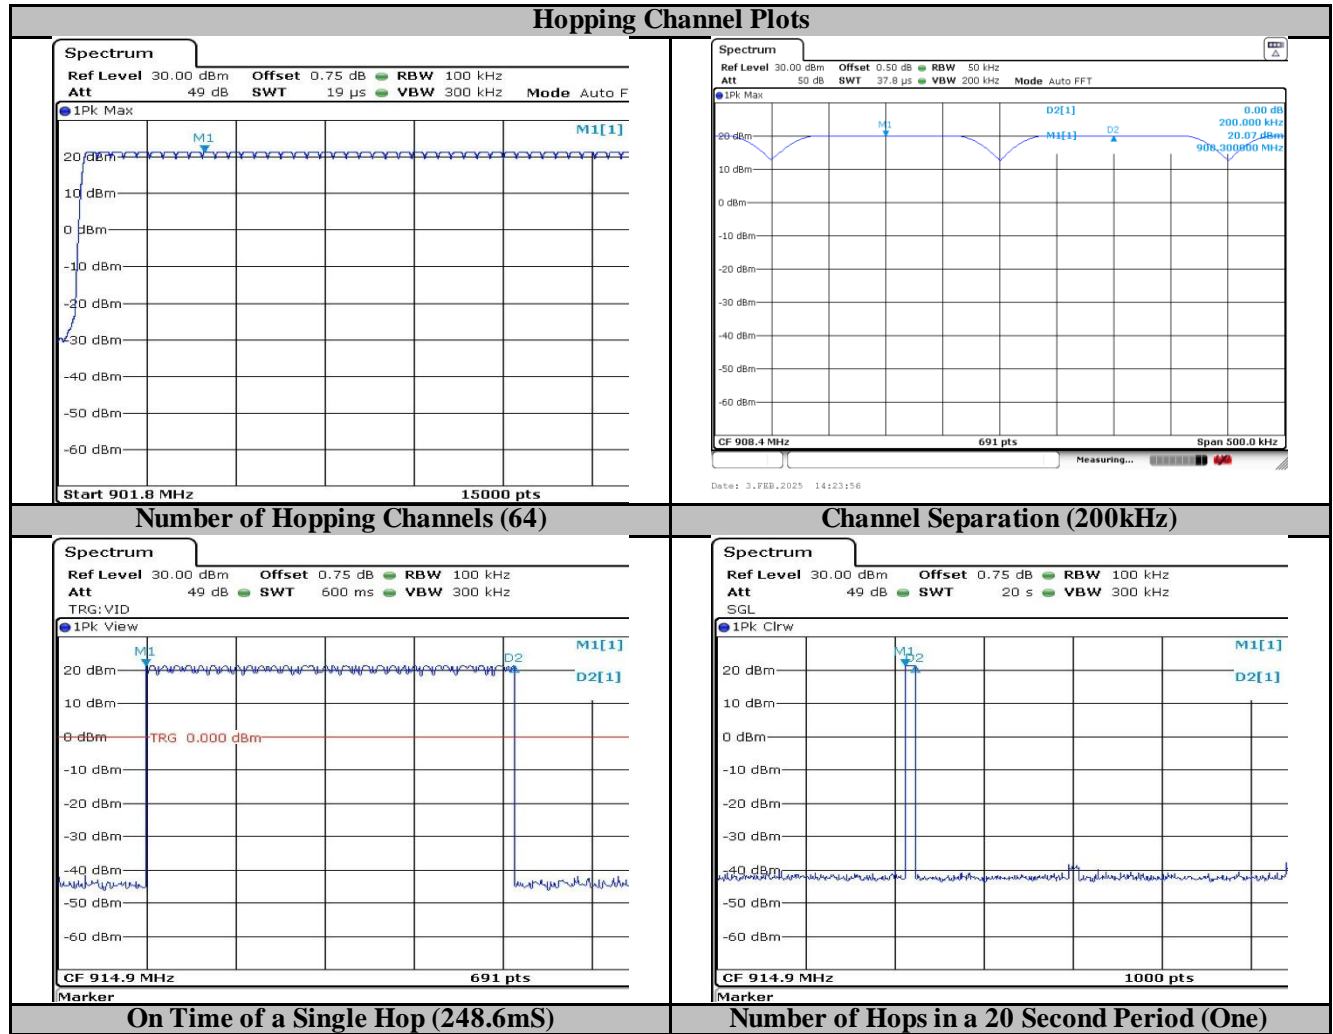 Hopping Channel Plots
Spectrum
Ref Level 30.00 dBm Offset 0.75 dB RBW 100 kHz
Att 49 dB SWT 19 µs VBW 300 kHz Mode Auto F
1Pk Max
M1[1]
M1
20 dBm
10 dBm
0 dBm
-10 dBm
-20 dBm
-30 dBm
-40 dBm
-50 dBm
-60 dBm
Start 901.8 MHz 15000 pts
Number of Hopping Channels (64)
Spectrum
Ref Level 30.00 dBm Offset 0.50 dB RBW 50 kHz
Att 50 dB SWT 37.8 µs VBW 200 kHz Mode Auto FFT
1Pk Max
D2[1] 0.00 dB
200.000 kHz
M1[1] 20.07 dBm
908.300000 MHz
M1
D2
20 dBm
10 dBm
0 dBm
-10 dBm
-20 dBm
-30 dBm
-40 dBm
-50 dBm
-60 dBm
CF 908.4 MHz 691 pts Span 500.0 kHz
Measuring...
Date: 3.FEB.2025 14:23:56
Channel Separation (200kHz)
Spectrum
Ref Level 30.00 dBm Offset 0.75 dB RBW 100 kHz
Att 49 dB SWT 600 ms VBW 300 kHz
TRG:VID
1Pk View
M1[1]
M1
D2
D2[1]
20 dBm
10 dBm
0 dBm
TRG 0.000 dBm
-10 dBm
-20 dBm
-30 dBm
-40 dBm
-50 dBm
-60 dBm
CF 914.9 MHz 691 pts
Marker
On Time of a Single Hop (248.6mS)
Spectrum
Ref Level 30.00 dBm Offset 0.75 dB RBW 100 kHz
Att 49 dB SWT 20 s VBW 300 kHz
SGL
1Pk Clrw
M1[1]
M1
D2
D2[1]
20 dBm
10 dBm
0 dBm
-10 dBm
-20 dBm
-30 dBm
-40 dBm
-50 dBm
-60 dBm
CF 914.9 MHz 1000 pts
Marker
Number of Hops in a 20 Second Period (One)